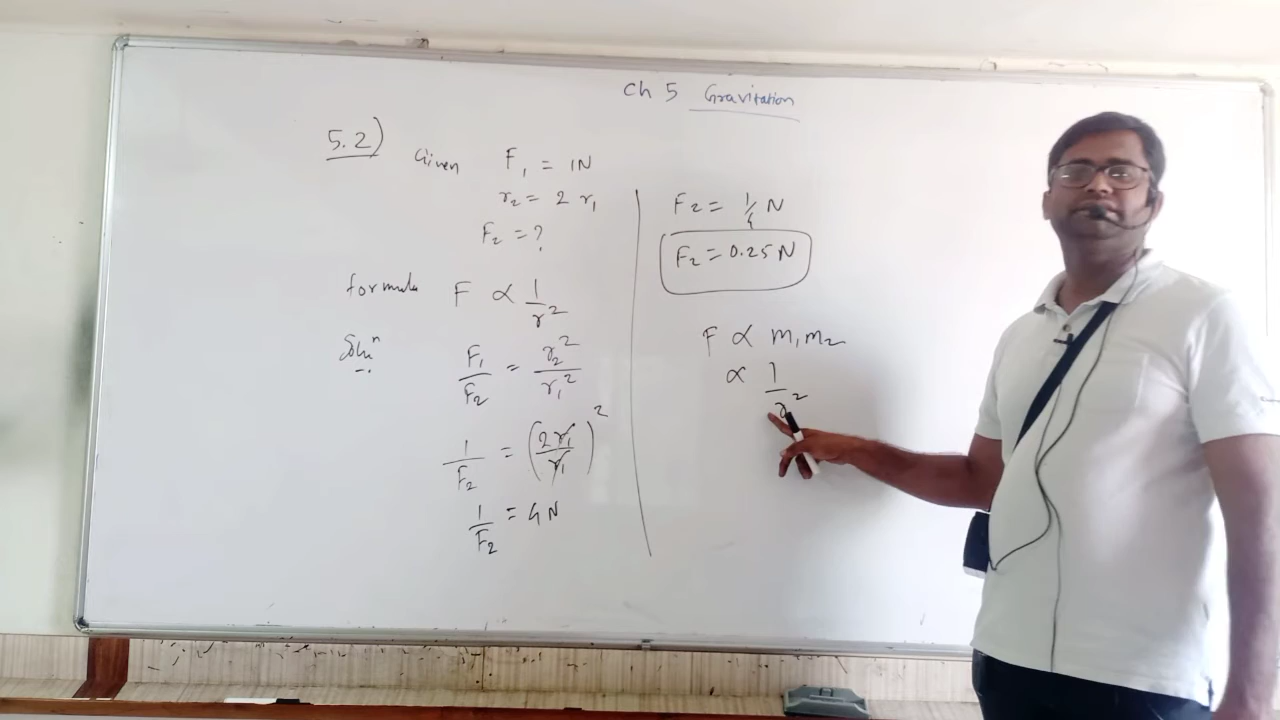 Ch 5 Gravitation
5.2)
Given F₁ = 1N
r₂ = 2 r₁
F₂ = ?
formula F ∝ 1/r²
Solⁿ
F₁/F₂ = r₂²/r₁²
1/F₂ = (2r₁/r₁)²
1/F₂ = 4N
F₂ = 1/4 N
F₂ = 0.25N
F ∝ m₁m₂
∝ 1/r²